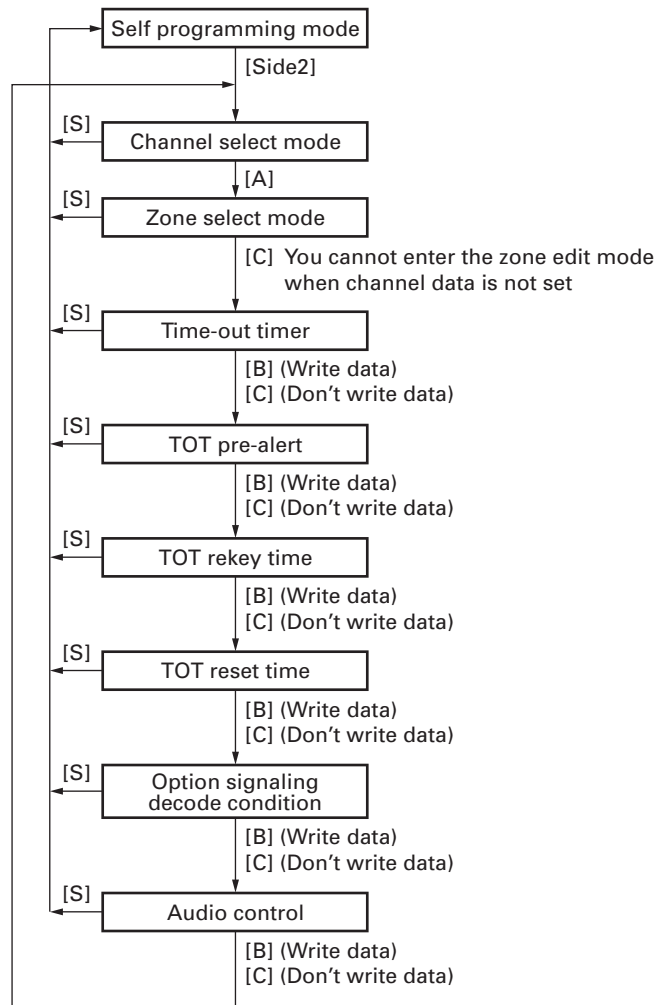 Self programming mode
[Side2]
[S]
Channel select mode
[A]
[S]
Zone select mode
[C] You cannot enter the zone edit mode
when channel data is not set
[S]
Time-out timer
[B] (Write data)
[C] (Don't write data)
[S]
TOT pre-alert
[B] (Write data)
[C] (Don't write data)
[S]
TOT rekey time
[B] (Write data)
[C] (Don't write data)
[S]
TOT reset time
[B] (Write data)
[C] (Don't write data)
[S]
Option signaling
decode condition
[B] (Write data)
[C] (Don't write data)
[S]
Audio control
[B] (Write data)
[C] (Don't write data)